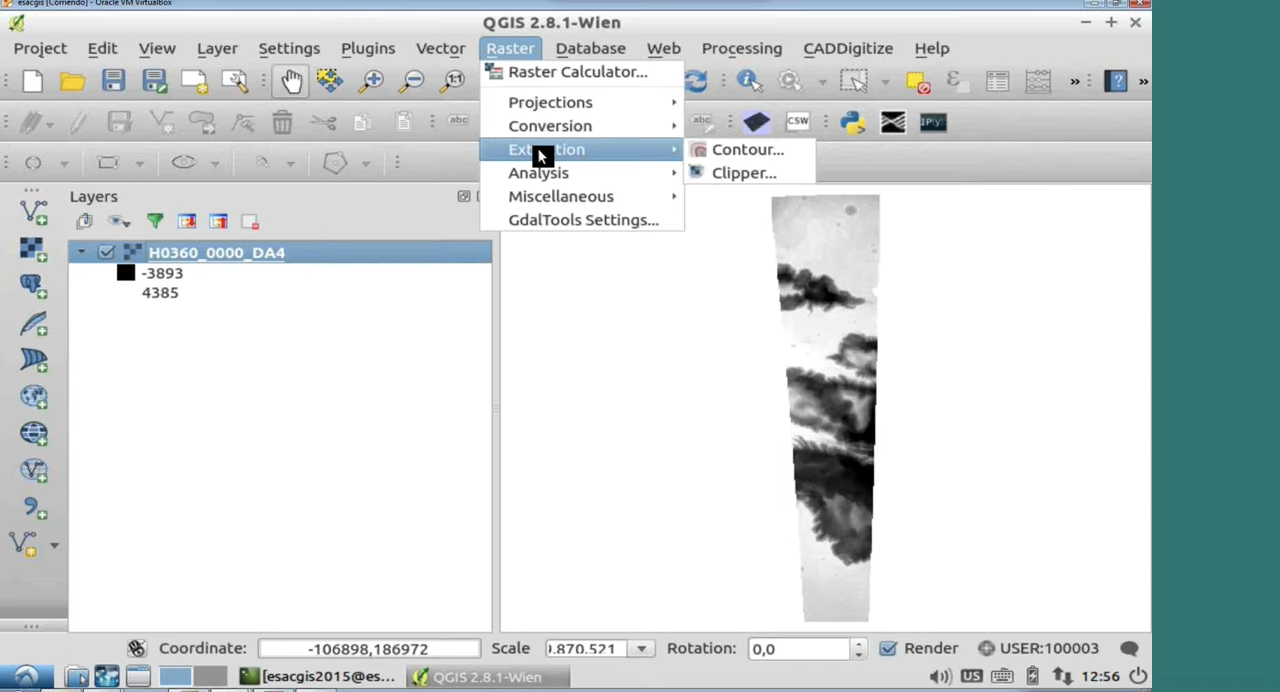 esacgis [Corriendo] - Oracle VM VirtualBox
QGIS 2.8.1-Wien
Project Edit View Layer Settings Plugins Vector Raster Database Web Processing CADDigitize Help
Raster Calculator...
Projections
Conversion
Contour...
Analysis
Clipper...
Miscellaneous
GdalTools Settings...
abc
abc
CSW
IP[y]:
Layers
H0360_0000_DA4
-3893
4385
Coordinate: -106898,186972 Scale Rotation: 0,0 Render USER:100003
[esacgis2015@es... QGIS 2.8.1-Wien US 12:56